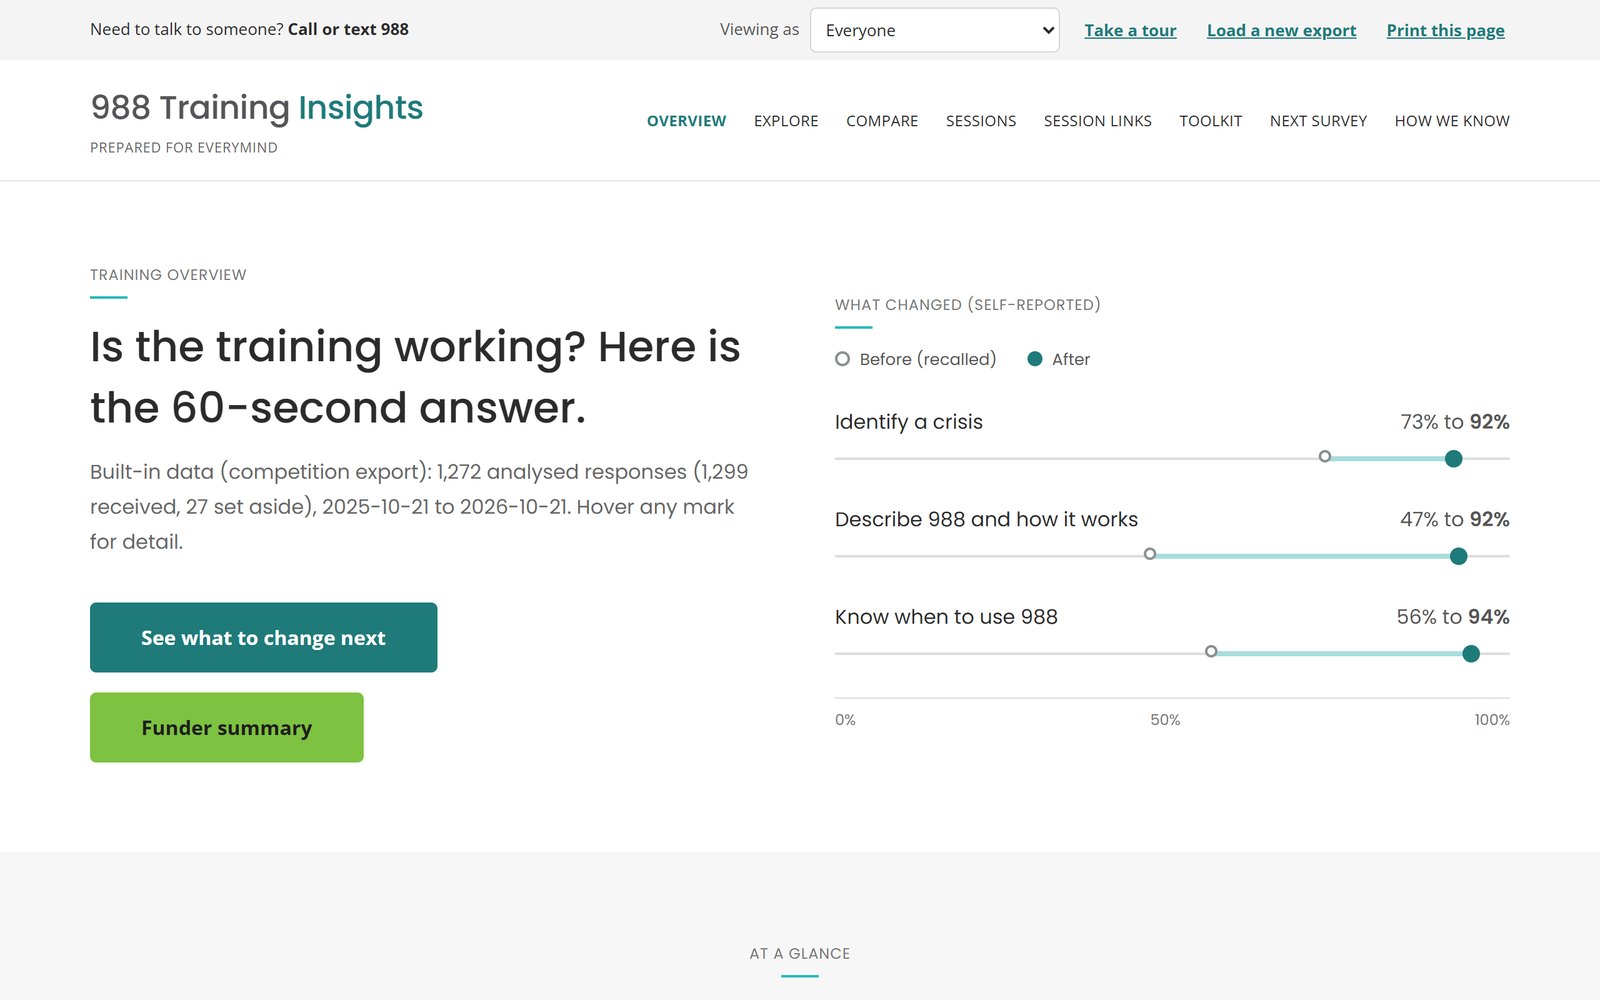 Need to talk to someone? Call or text 988
Viewing as
Everyone
Take a tour
Load a new export
Print this page
988 Training Insights
PREPARED FOR EVERYMIND
OVERVIEW
EXPLORE
COMPARE
SESSIONS
SESSION LINKS
TOOLKIT
NEXT SURVEY
HOW WE KNOW
TRAINING OVERVIEW
Is the training working? Here is
the 60-second answer.
Built-in data (competition export): 1,272 analysed responses (1,299
received, 27 set aside), 2025-10-21 to 2026-10-21. Hover any mark
for detail.
See what to change next
Funder summary
WHAT CHANGED (SELF-REPORTED)
Before (recalled)
After
Identify a crisis
73% to 92%
Describe 988 and how it works
47% to 92%
Know when to use 988
56% to 94%
0%
50%
100%
AT A GLANCE